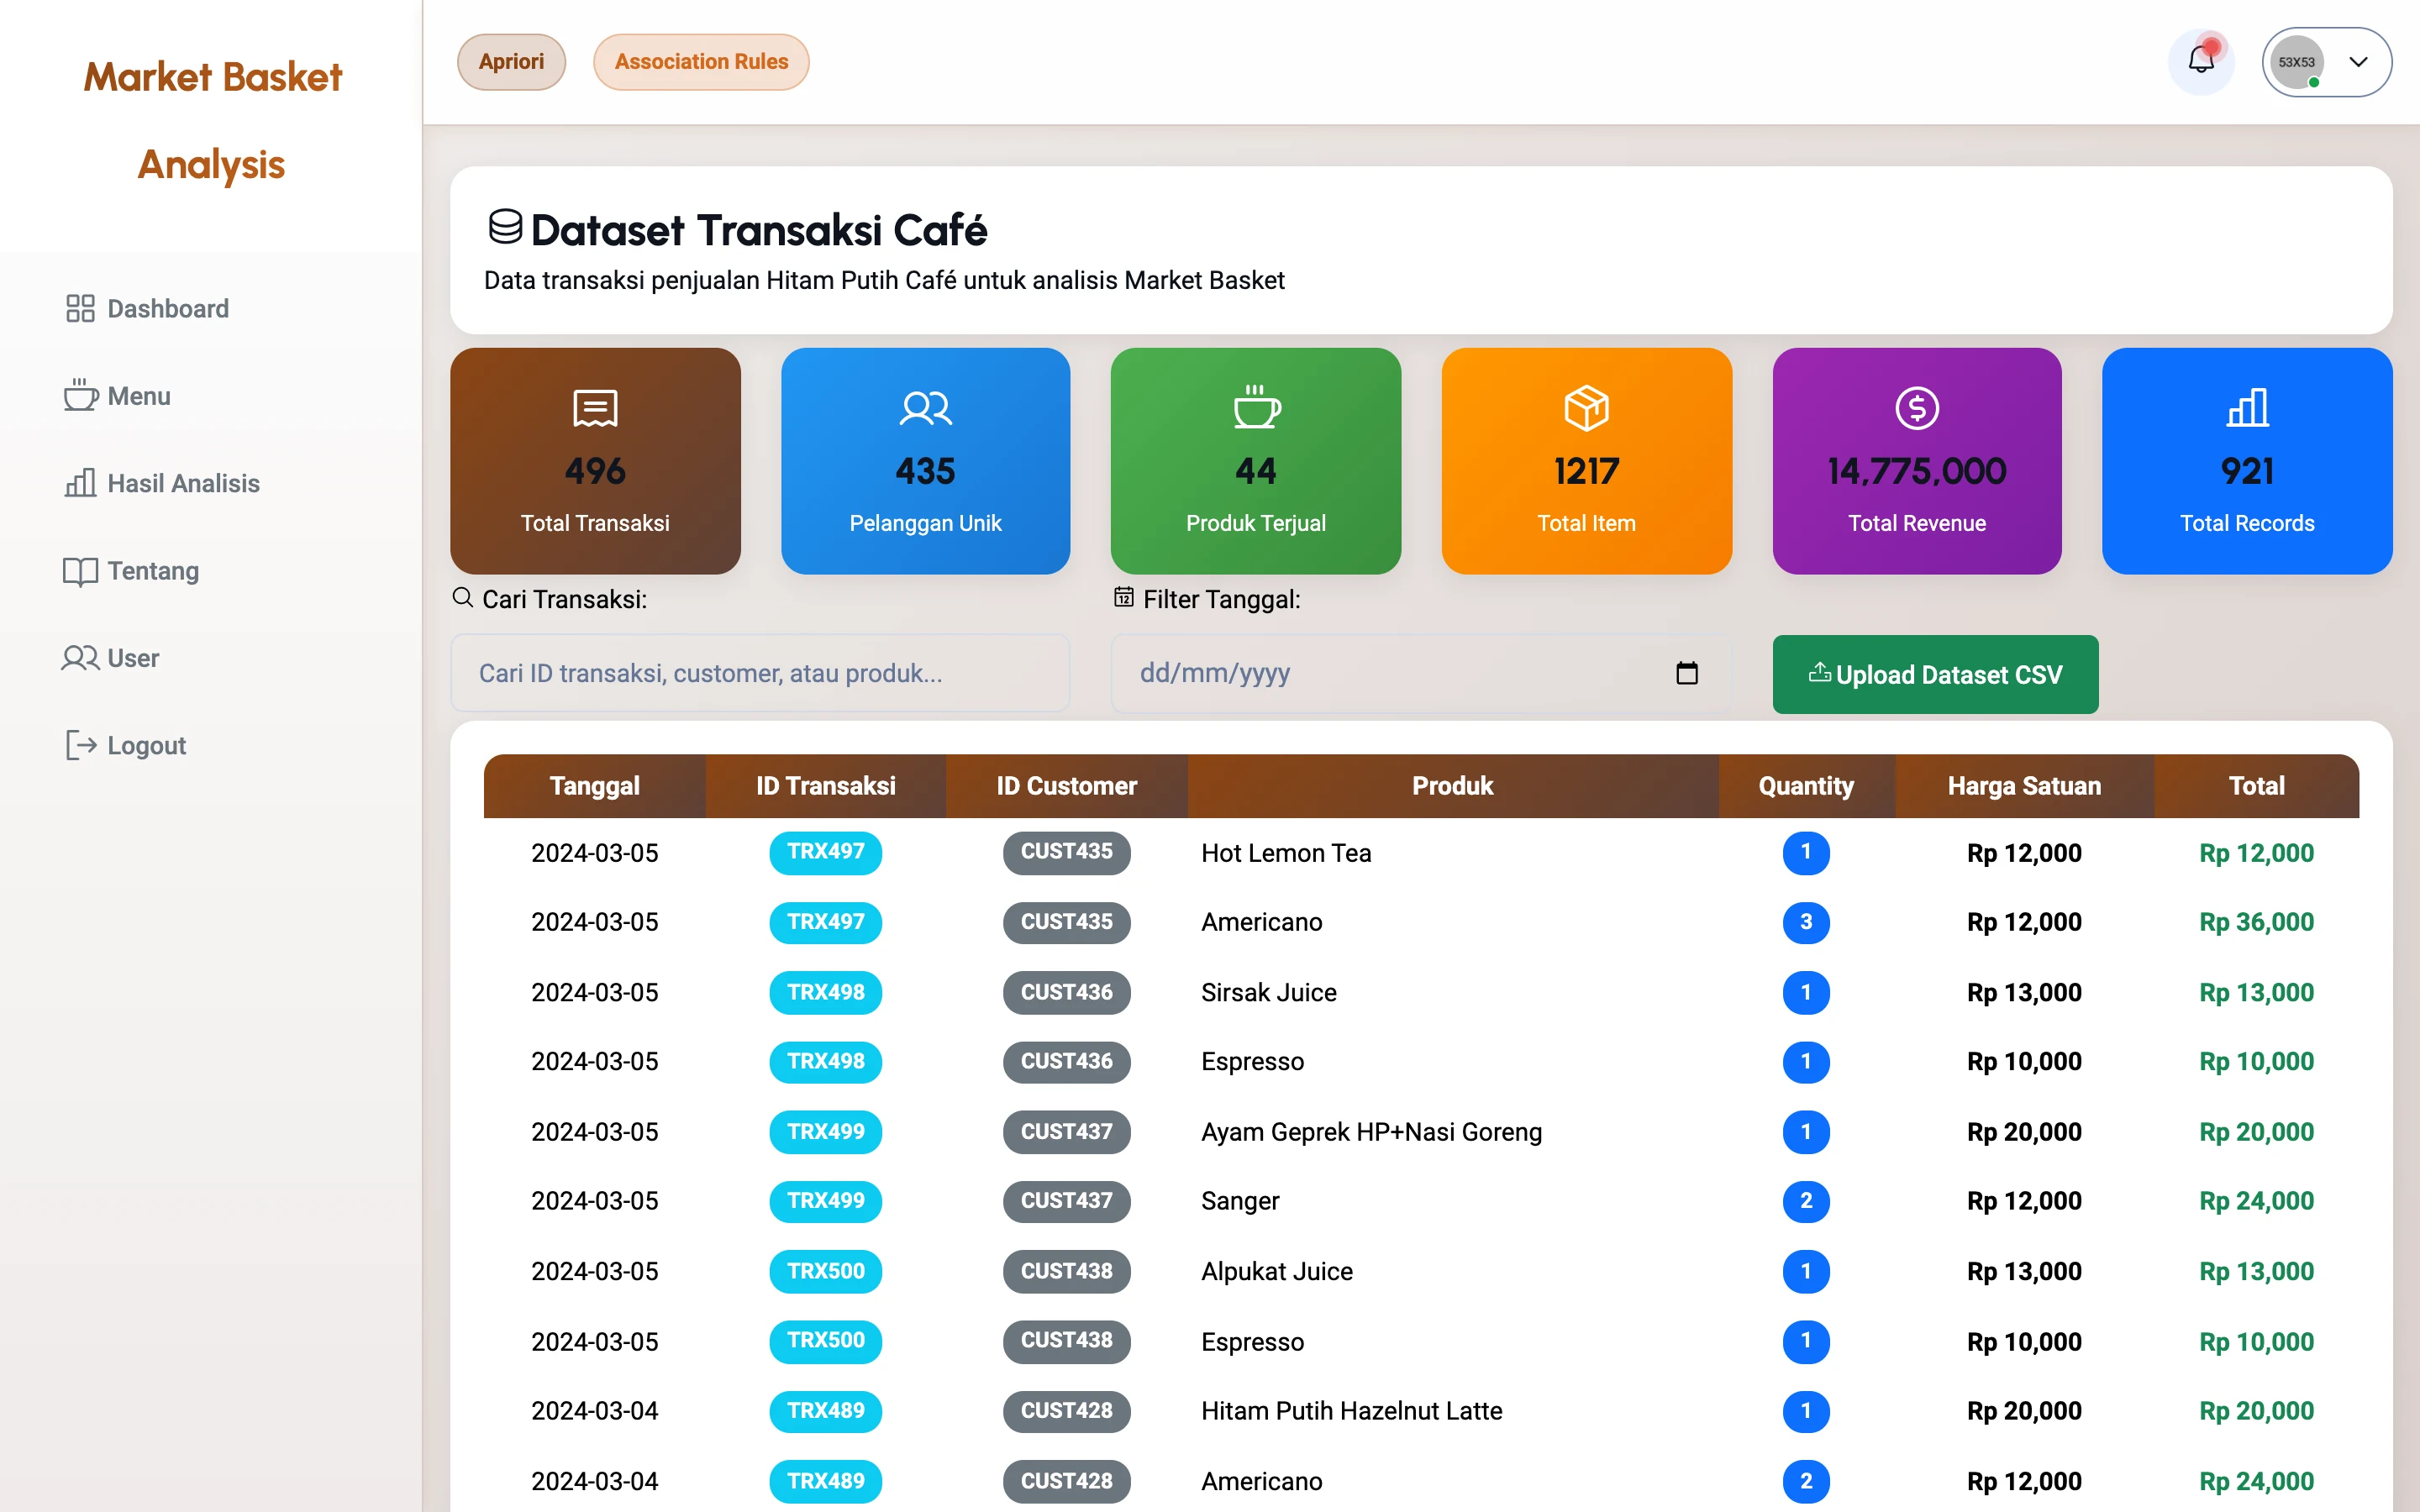 Market Basket
Analysis
Dashboard
Menu
Hasil Analisis
Tentang
User
Logout
Apriori
Association Rules
53X53
Dataset Transaksi Café
Data transaksi penjualan Hitam Putih Café untuk analisis Market Basket
496
Total Transaksi
435
Pelanggan Unik
44
Produk Terjual
1217
Total Item
14,775,000
Total Revenue
921
Total Records
Cari Transaksi:
Cari ID transaksi, customer, atau produk...
12 Filter Tanggal:
dd/mm/yyyy
Upload Dataset CSV
Tanggal ID Transaksi ID Customer Produk Quantity Harga Satuan Total
2024-03-05 TRX497 CUST435 Hot Lemon Tea 1 Rp 12,000 Rp 12,000
2024-03-05 TRX497 CUST435 Americano 3 Rp 12,000 Rp 36,000
2024-03-05 TRX498 CUST436 Sirsak Juice 1 Rp 13,000 Rp 13,000
2024-03-05 TRX498 CUST436 Espresso 1 Rp 10,000 Rp 10,000
2024-03-05 TRX499 CUST437 Ayam Geprek HP+Nasi Goreng 1 Rp 20,000 Rp 20,000
2024-03-05 TRX499 CUST437 Sanger 2 Rp 12,000 Rp 24,000
2024-03-05 TRX500 CUST438 Alpukat Juice 1 Rp 13,000 Rp 13,000
2024-03-05 TRX500 CUST438 Espresso 1 Rp 10,000 Rp 10,000
2024-03-04 TRX489 CUST428 Hitam Putih Hazelnut Latte 1 Rp 20,000 Rp 20,000
2024-03-04 TRX489 CUST428 Americano 2 Rp 12,000 Rp 24,000